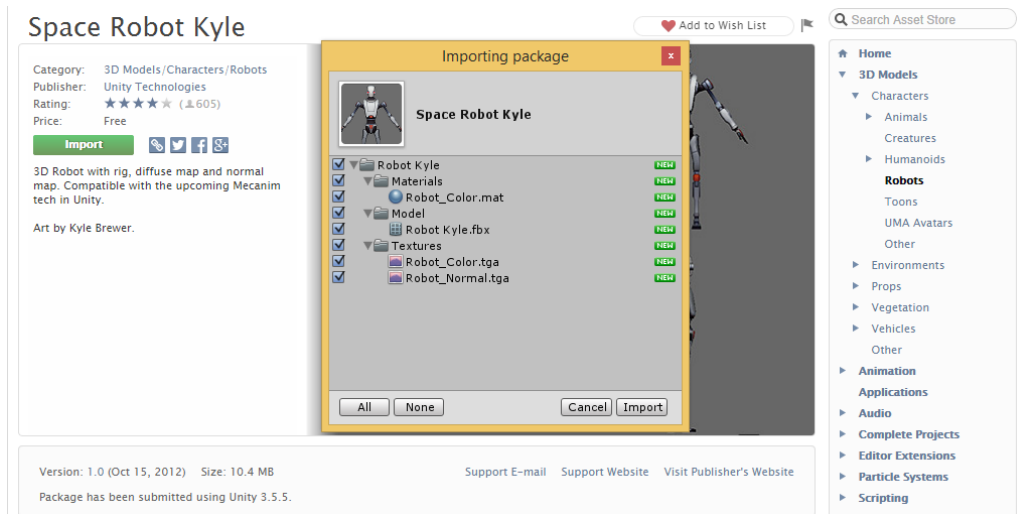 Space Robot Kyle
Add to Wish List
Category: 3D Models/Characters/Robots
Publisher: Unity Technologies
Rating: (605)
Price: Free
Import
3D Robot with rig, diffuse map and normal
map. Compatible with the upcoming Mecanim
tech in Unity.
Art by Kyle Brewer.
Importing package
x
Space Robot Kyle
Robot Kyle NEW
Materials NEW
Robot_Color.mat NEW
Model NEW
Robot Kyle.fbx NEW
Textures NEW
Robot_Color.tga NEW
Robot_Normal.tga NEW
All None Cancel Import
Version: 1.0 (Oct 15, 2012) Size: 10.4 MB
Support E-mail Support Website Visit Publisher's Website
Package has been submitted using Unity 3.5.5.
Search Asset Store
Home
3D Models
Characters
Animals
Creatures
Humanoids
Robots
Toons
UMA Avatars
Other
Environments
Props
Vegetation
Vehicles
Other
Animation
Applications
Audio
Complete Projects
Editor Extensions
Particle Systems
Scripting